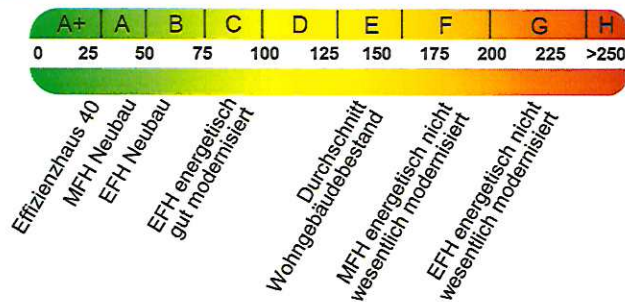 A+ A B C D E F G H
0 25 50 75 100 125 150 175 200 225 >250
Effizienzhaus 40
MFH Neubau
EFH Neubau
EFH energetisch
gut modernisiert
Durchschnitt
Wohngebäudebestand
MFH energetisch nicht
wesentlich modernisiert
EFH energetisch nicht
wesentlich modernisiert